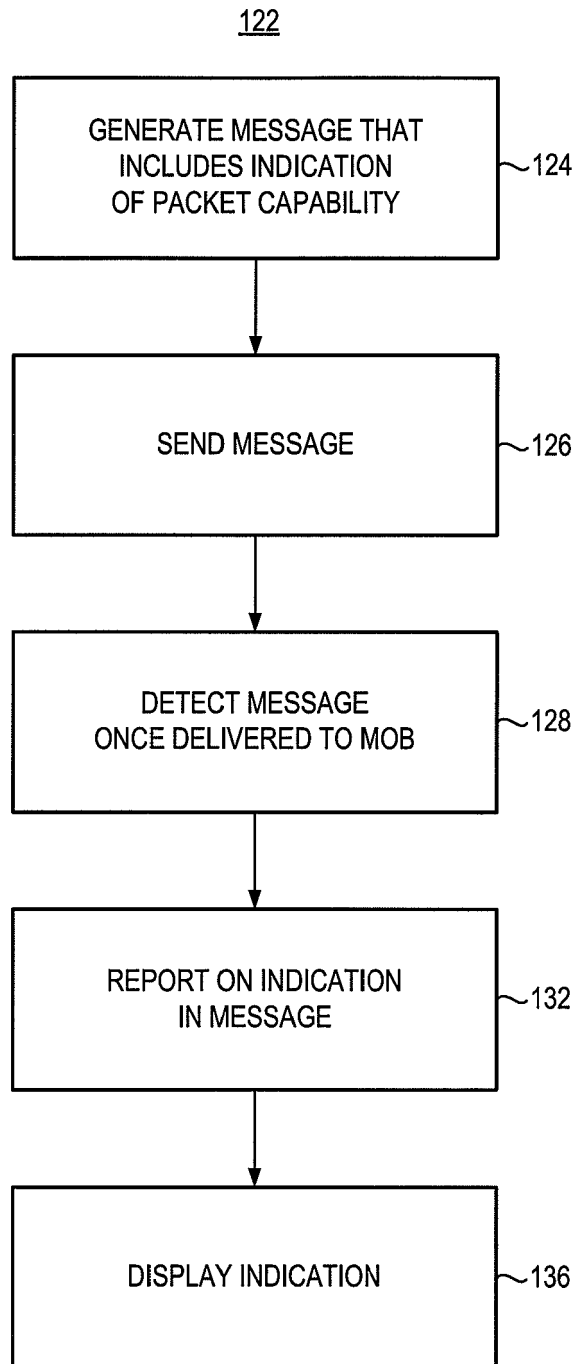 122
GENERATE MESSAGE THAT
INCLUDES INDICATION
OF PACKET CAPABILITY
124
SEND MESSAGE
126
DETECT MESSAGE
ONCE DELIVERED TO MOB
128
REPORT ON INDICATION
IN MESSAGE
132
DISPLAY INDICATION
136